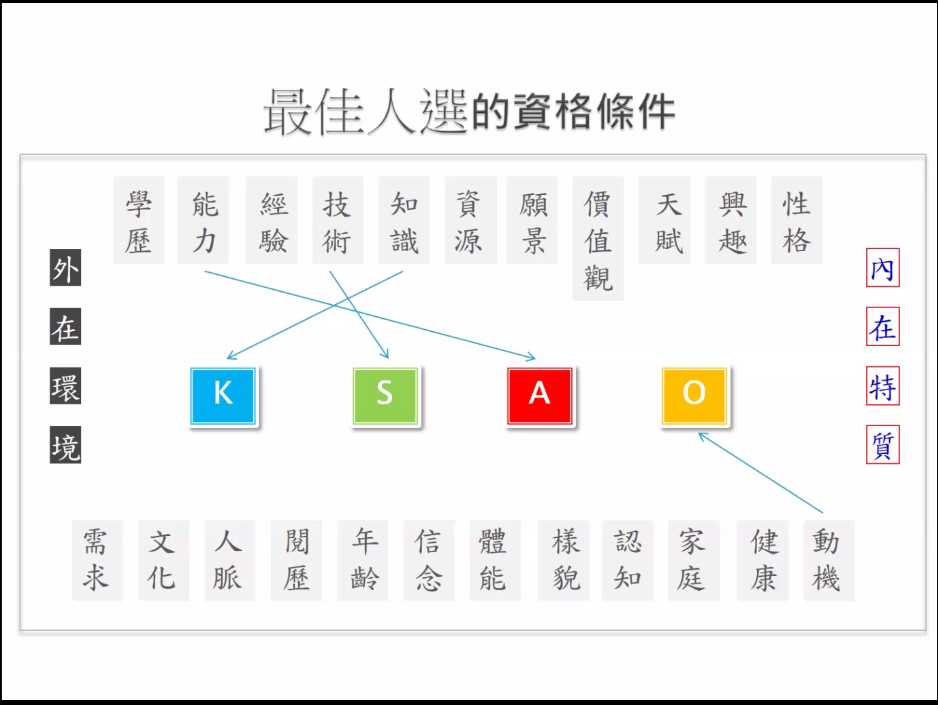 最佳人選的資格條件
學歷
能力
經驗
技術
知識
資源
願景
價值觀
天賦
興趣
性格
外在環境
K
S
A
O
內在特質
需求
文化
人脈
閱歷
年齡
信念
體能
樣貌
認知
家庭
健康
動機